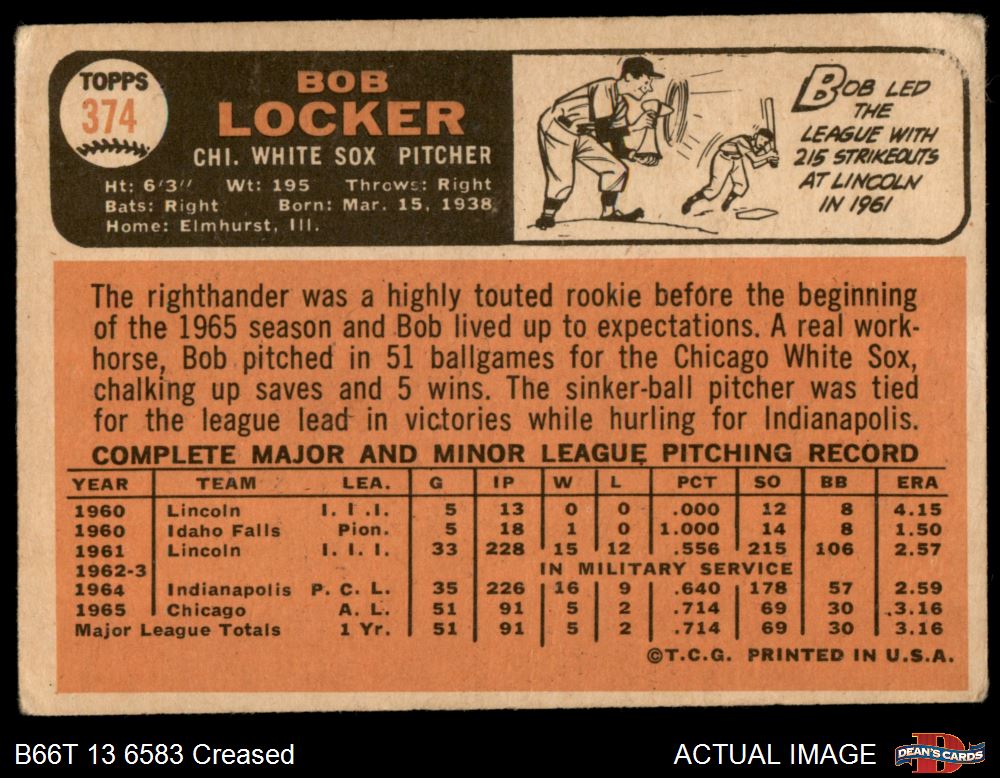 TOPPS
374
BOB
LOCKER
CHI. WHITE SOX PITCHER
Ht: 6'3" Wt: 195 Throws: Right
Bats: Right Born: Mar. 15, 1938
Home: Elmhurst, Ill.
BOB LED
THE
LEAGUE WITH
215 STRIKEOUTS
AT LINCOLN
IN 1961
The righthander was a highly touted rookie before the beginning
of the 1965 season and Bob lived up to expectations. A real work-
horse, Bob pitched in 51 ballgames for the Chicago White Sox,
chalking up saves and 5 wins. The sinker-ball pitcher was tied
for the league lead in victories while hurling for Indianapolis.
COMPLETE MAJOR AND MINOR LEAGUE PITCHING RECORD
YEAR TEAM LEA. G IP W L PCT SO BB ERA
1960 Lincoln I. I. I. 5 13 0 0 .000 12 8 4.15
1960 Idaho Falls Pion. 5 18 1 0 1.000 14 8 1.50
1961 Lincoln I. I. I. 33 228 15 12 .556 215 106 2.57
1962-3 IN MILITARY SERVICE
1964 Indianapolis P. C. L. 35 226 16 9 .640 178 57 2.59
1965 Chicago A. L. 51 91 5 2 .714 69 30 3.16
Major League Totals 1 Yr. 51 91 5 2 .714 69 30 3.16
©T.C.G. PRINTED IN U.S.A.
B66T 13 6583 Creased
ACTUAL IMAGE
DEAN'S CARDS